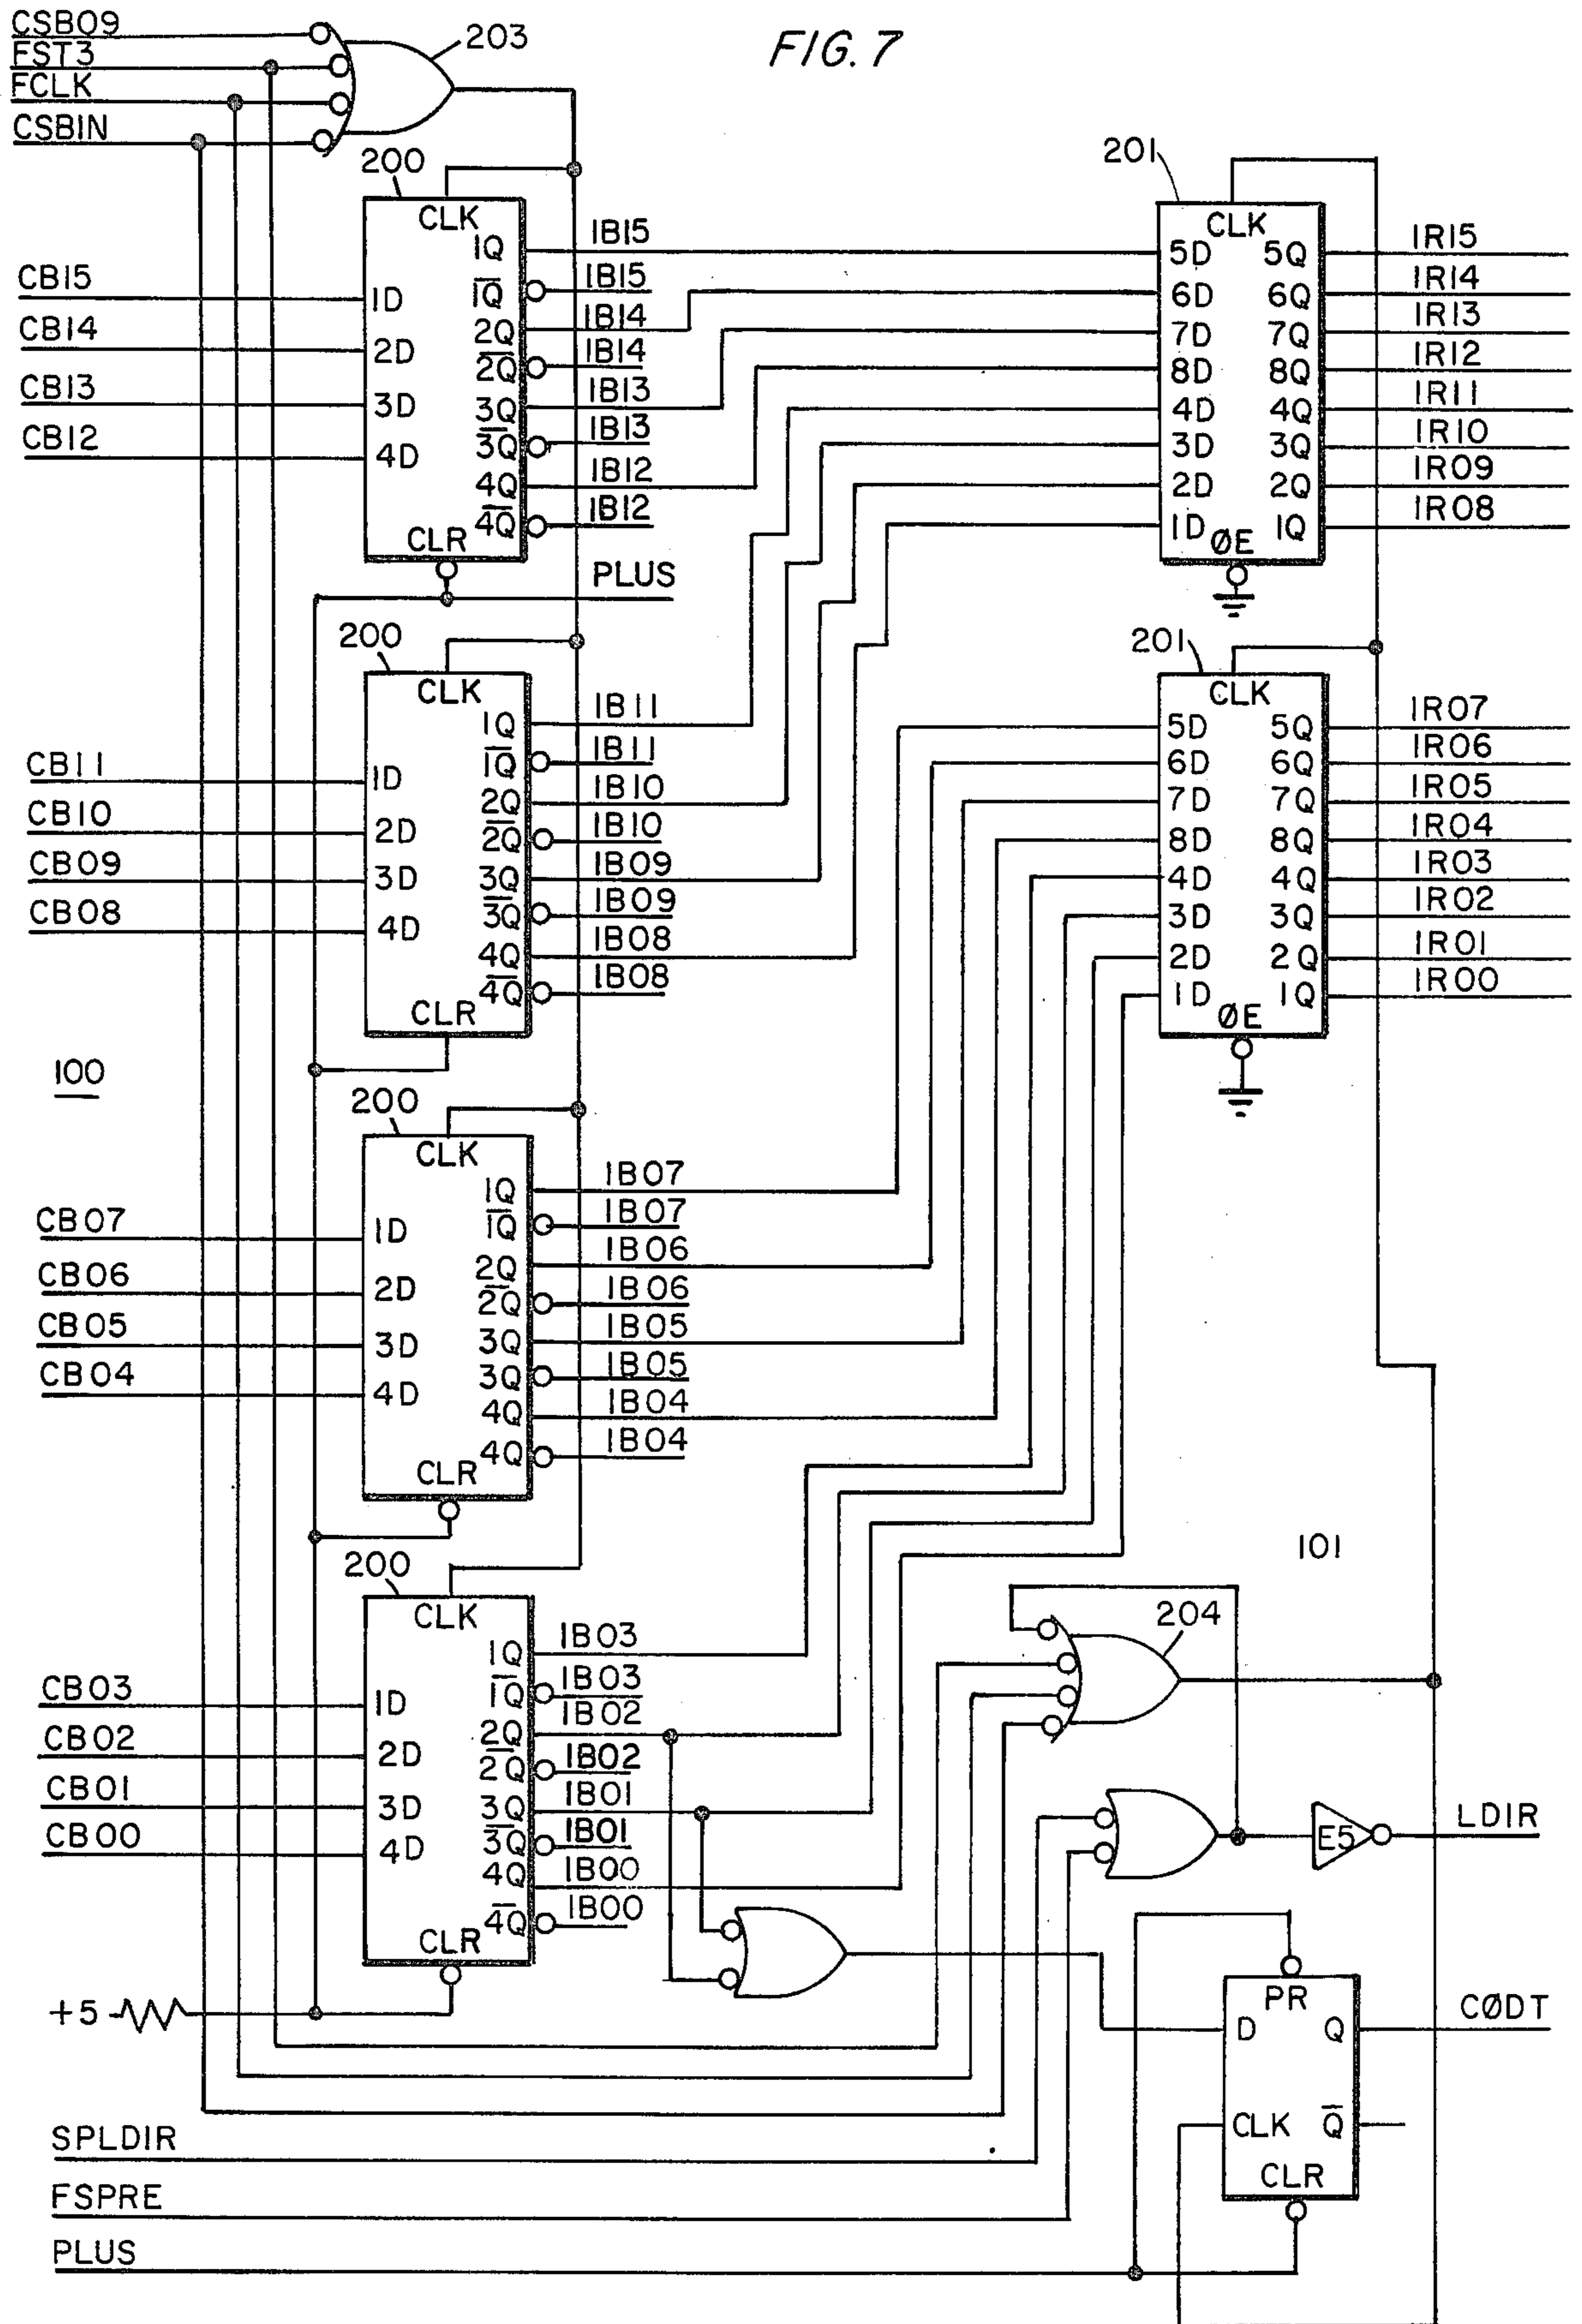 FIG. 7
CSB09
FST3
FCLK
CSBIN
203
200
CLK
CB15
CB14
CB13
CB12
1D
2D
3D
4D
1Q
1Q̅
2Q
2Q̅
3Q
3Q̅
4Q
4Q̅
CLR
IB15
IB15
IB14
IB14
IB13
IB13
IB12
IB12
PLUS
201
CLK
5D 5Q IR15
6D 6Q IR14
7D 7Q IR13
8D 8Q IR12
4D 4Q IR11
3D 3Q IR10
2D 2Q IR09
1D 1Q IR08
ØE
200
CLK
CB11
CB10
CB09
CB08
1D
2D
3D
4D
1Q
1Q̅
2Q
2Q̅
3Q
3Q̅
4Q
4Q̅
CLR
IB11
IB11
IB10
IB10
IB09
IB09
IB08
IB08
201
CLK
5D 5Q IR07
6D 6Q IR06
7D 7Q IR05
8D 8Q IR04
4D 4Q IR03
3D 3Q IR02
2D 2Q IR01
1D 1Q IR00
ØE
100
200
CLK
CB07
CB06
CB05
CB04
1D
2D
3D
4D
1Q
1Q̅
2Q
2Q̅
3Q
3Q
4Q
4Q
CLR
IB07
IB07
IB06
IB06
IB05
IB05
IB04
IB04
101
200
CLK
CB03
CB02
CB01
CB00
1D
2D
3D
4D
1Q
1Q̅
2Q
2Q̅
3Q
3Q̅
4Q
4Q̅
CLR
IB03
IB03
IB02
IB02
IB01
IB01
IB00
IB00
204
E5
LDIR
+5
PR
D Q CØDT
CLK Q̅
CLR
SPLDIR
FSPRE
PLUS